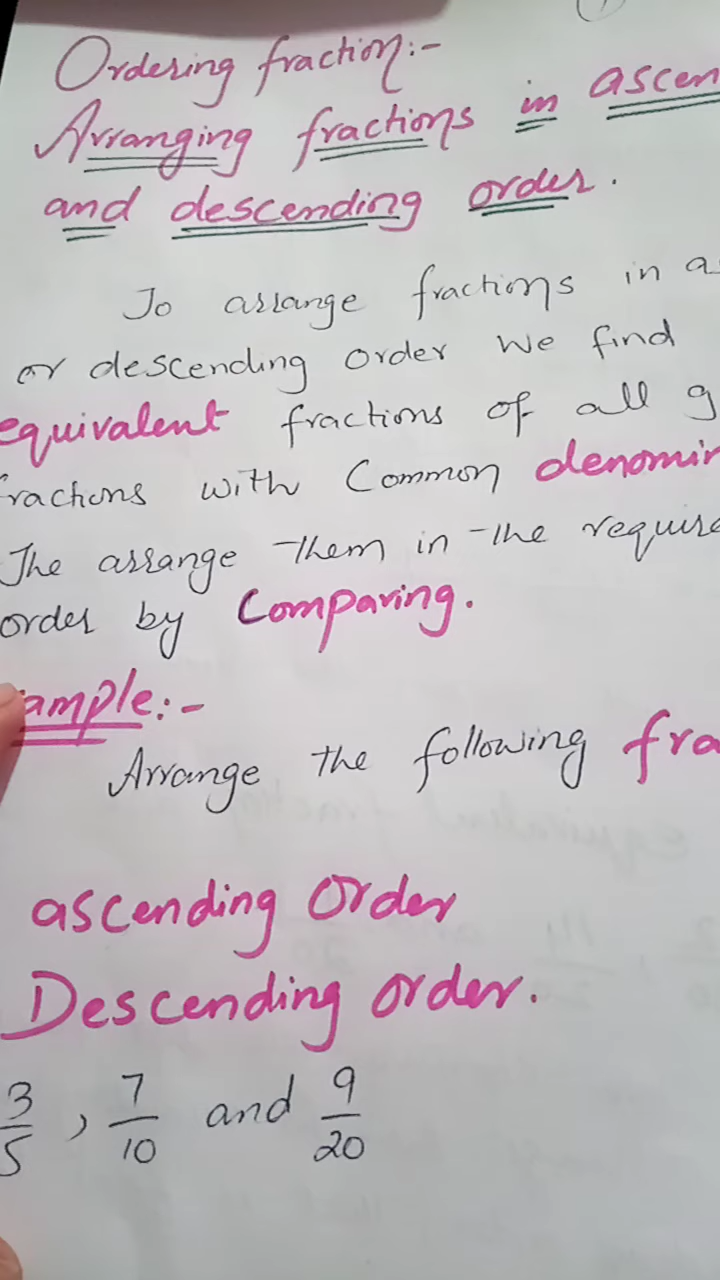 Ordering fraction:-
Arranging fractions in ascen
and descending order.
To arrange fractions in a
or descending order we find
equivalent fractions of all g
fractions with Common denomin
The arrange them in the require
order by Comparing.
ample:-
Arrange the following fra
ascending order
Descending order.
3/5 , 7/10 and 9/20